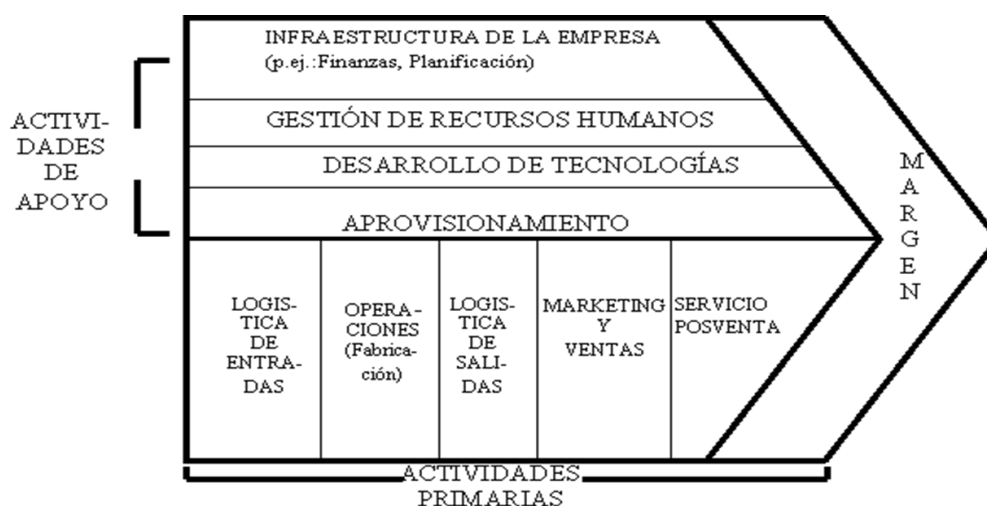 INFRAESTRUCTURA DE LA EMPRESA
(p.ej.:Finanzas, Planificación)
GESTIÓN DE RECURSOS HUMANOS
DESARROLLO DE TECNOLOGÍAS
APROVISIONAMIENTO
ACTIVI-
DADES
DE
APOYO
LOGIS-
TICA
DE
ENTRA-
DAS
OPERA-
CIONES
(Fabrica-
ción)
LOGIS-
TICA
DE
SALI-
DAS
MARKETING
Y
VENTAS
SERVICIO
POSVENTA
MARGEN
ACTIVIDADES
PRIMARIAS